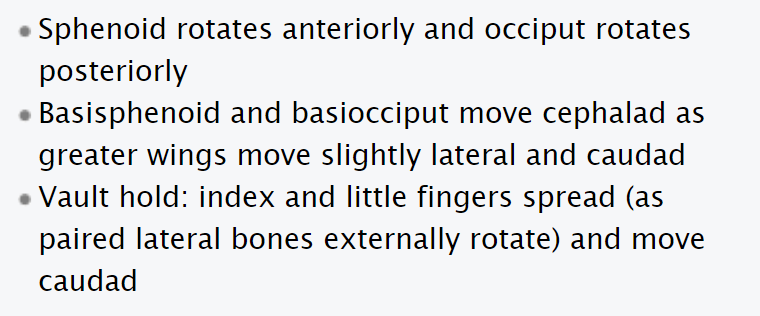 • Sphenoid rotates anteriorly and occiput rotates
posteriorly
• Basisphenoid and basiocciput move cephalad as
greater wings move slightly lateral and caudad
• Vault hold: index and little fingers spread (as
paired lateral bones externally rotate) and move
caudad